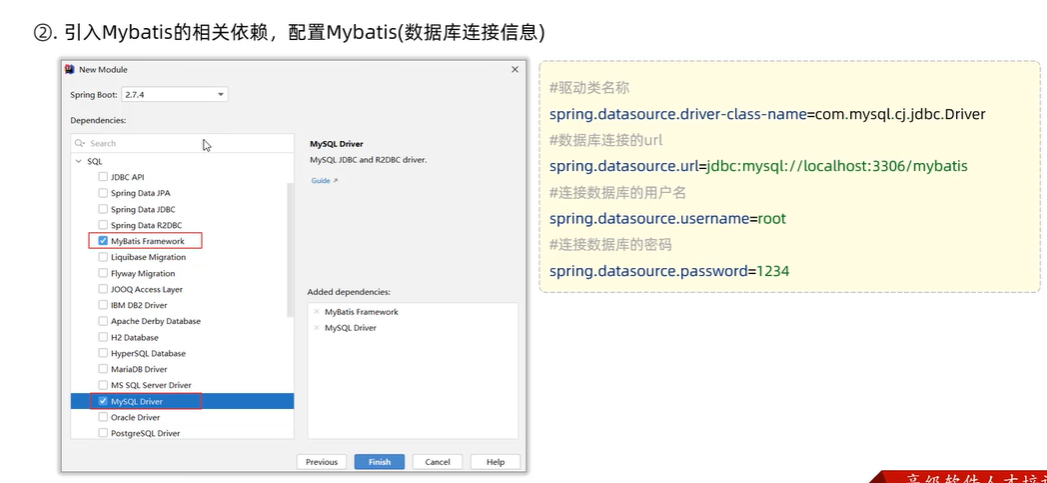 ②. 引入Mybatis的相关依赖，配置Mybatis(数据库连接信息)
New Module
Spring Boot: 2.7.4
Dependencies:
Search
SQL
JDBC API
Spring Data JPA
Spring Data JDBC
Spring Data R2DBC
MyBatis Framework
Liquibase Migration
Flyway Migration
JOOQ Access Layer
IBM DB2 Driver
Apache Derby Database
H2 Database
HyperSQL Database
MariaDB Driver
MS SQL Server Driver
MySQL Driver
Oracle Driver
PostgreSQL Driver
MySQL Driver
MySQL JDBC and R2DBC driver.
Guide ↗
Added dependencies:
× MyBatis Framework
× MySQL Driver
Previous
Finish
Cancel
Help
#驱动类名称
spring.datasource.driver-class-name=com.mysql.cj.jdbc.Driver
#数据库连接的url
spring.datasource.url=jdbc:mysql://localhost:3306/mybatis
#连接数据库的用户名
spring.datasource.username=root
#连接数据库的密码
spring.datasource.password=1234
高级软件人才培